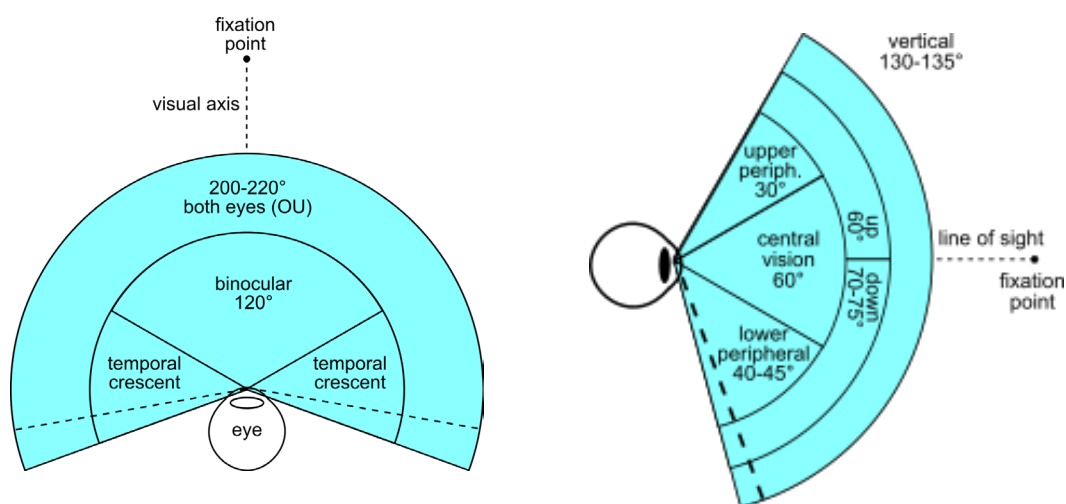 fixation
point
visual axis
200-220°
both eyes (OU)
binocular
120°
temporal
crescent
temporal
crescent
eye
vertical
130-135°
upper
periph.
30°
central
vision
60°
lower
peripheral
40-45°
up
60°
down
70-75°
line of sight
fixation
point